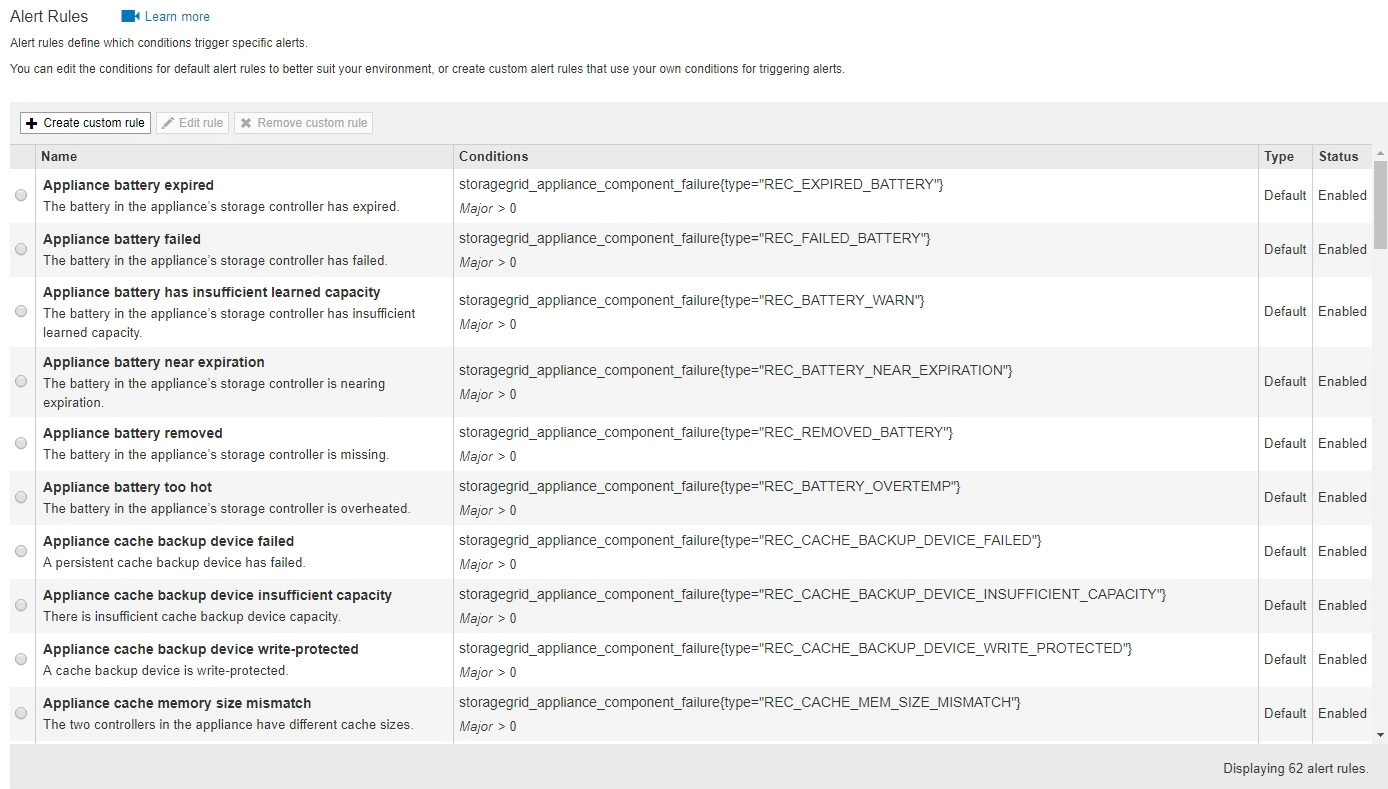 Alert Rules Learn more
Alert rules define which conditions trigger specific alerts.
You can edit the conditions for default alert rules to better suit your environment, or create custom alert rules that use your own conditions for triggering alerts.
Create custom rule Edit rule Remove custom rule
Name Conditions Type Status
Appliance battery expired
The battery in the appliance’s storage controller has expired.
storagegrid_appliance_component_failure{type="REC_EXPIRED_BATTERY"}
Major > 0
Default Enabled
Appliance battery failed
The battery in the appliance’s storage controller has failed.
storagegrid_appliance_component_failure{type="REC_FAILED_BATTERY"}
Major > 0
Default Enabled
Appliance battery has insufficient learned capacity
The battery in the appliance’s storage controller has insufficient
learned capacity.
storagegrid_appliance_component_failure{type="REC_BATTERY_WARN"}
Major > 0
Default Enabled
Appliance battery near expiration
The battery in the appliance’s storage controller is nearing
expiration.
storagegrid_appliance_component_failure{type="REC_BATTERY_NEAR_EXPIRATION"}
Major > 0
Default Enabled
Appliance battery removed
The battery in the appliance’s storage controller is missing.
storagegrid_appliance_component_failure{type="REC_REMOVED_BATTERY"}
Major > 0
Default Enabled
Appliance battery too hot
The battery in the appliance’s storage controller is overheated.
storagegrid_appliance_component_failure{type="REC_BATTERY_OVERTEMP"}
Major > 0
Default Enabled
Appliance cache backup device failed
A persistent cache backup device has failed.
storagegrid_appliance_component_failure{type="REC_CACHE_BACKUP_DEVICE_FAILED"}
Major > 0
Default Enabled
Appliance cache backup device insufficient capacity
There is insufficient cache backup device capacity.
storagegrid_appliance_component_failure{type="REC_CACHE_BACKUP_DEVICE_INSUFFICIENT_CAPACITY"}
Major > 0
Default Enabled
Appliance cache backup device write-protected
A cache backup device is write-protected.
storagegrid_appliance_component_failure{type="REC_CACHE_BACKUP_DEVICE_WRITE_PROTECTED"}
Major > 0
Default Enabled
Appliance cache memory size mismatch
The two controllers in the appliance have different cache sizes.
storagegrid_appliance_component_failure{type="REC_CACHE_MEM_SIZE_MISMATCH"}
Major > 0
Default Enabled
Displaying 62 alert rules.